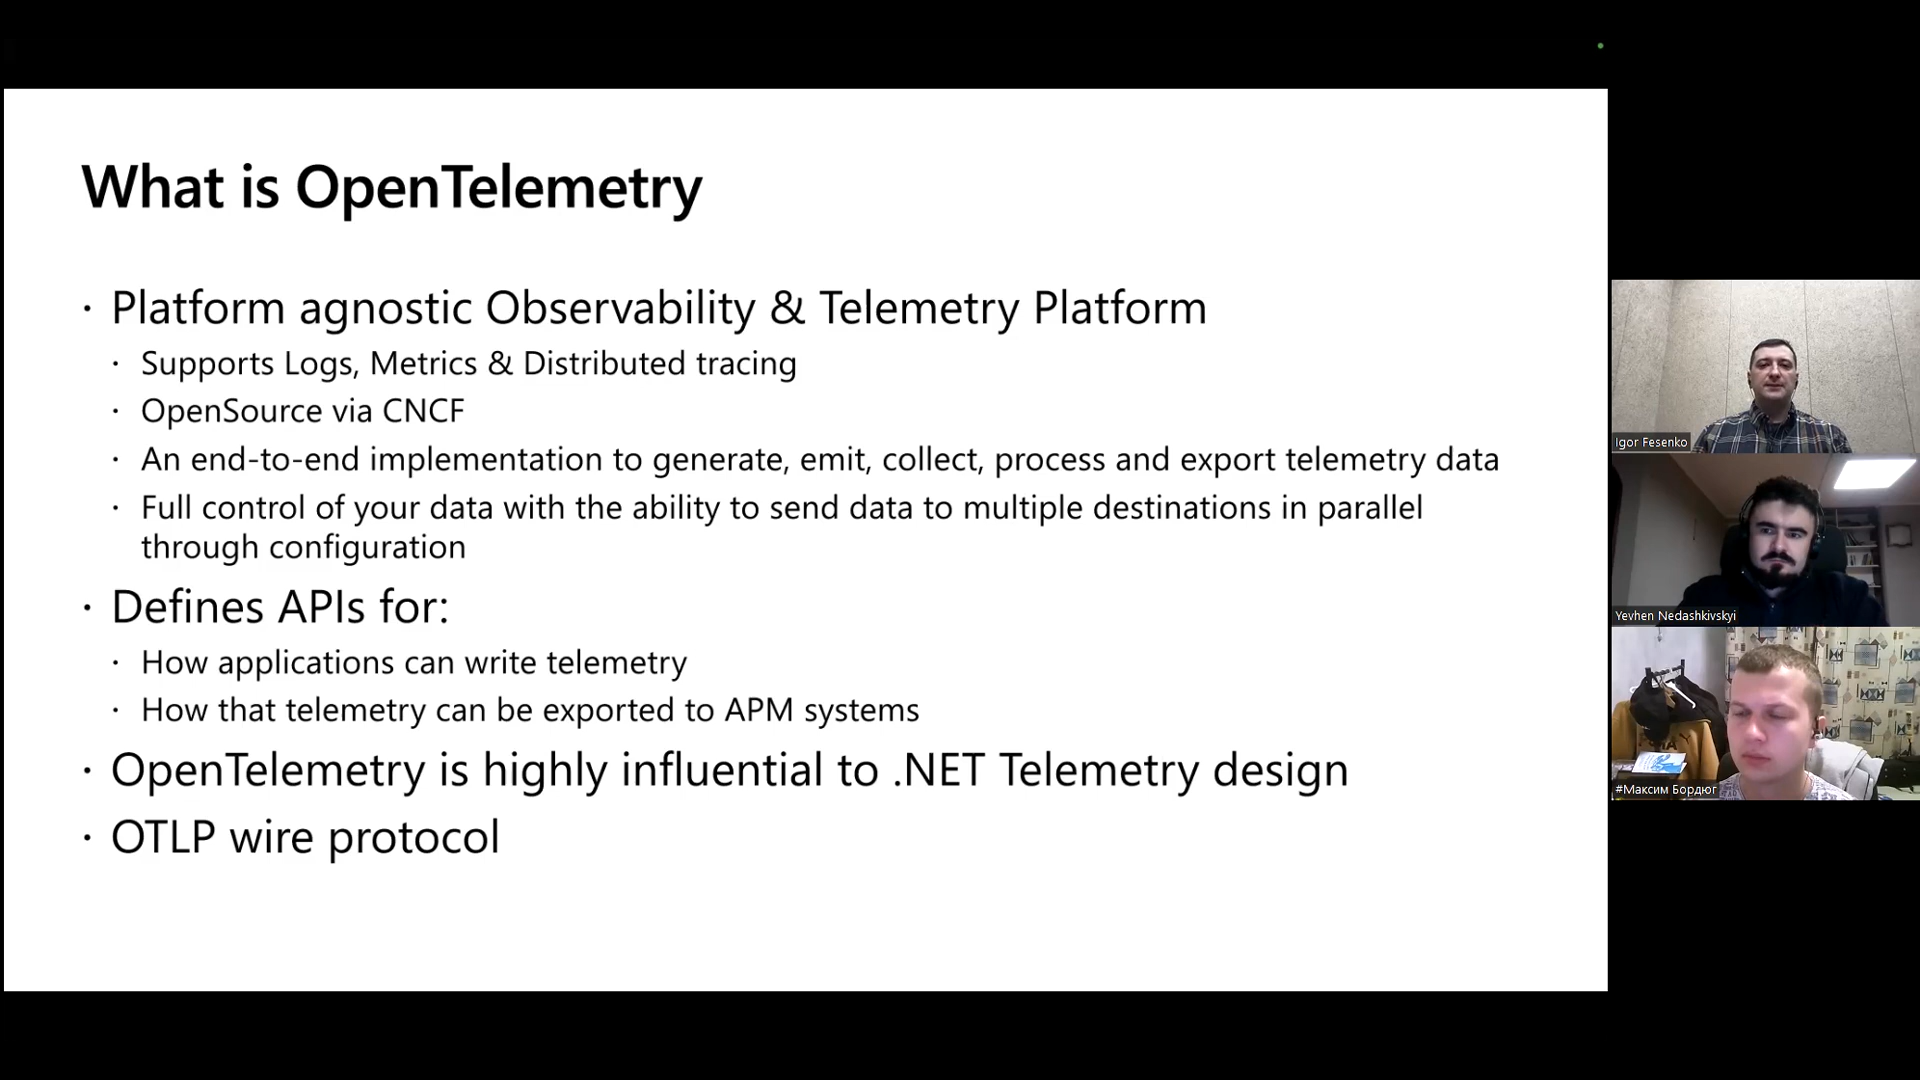 What is OpenTelemetry
· Platform agnostic Observability & Telemetry Platform
· Supports Logs, Metrics & Distributed tracing
· OpenSource via CNCF
· An end-to-end implementation to generate, emit, collect, process and export telemetry data
· Full control of your data with the ability to send data to multiple destinations in parallel
through configuration
· Defines APIs for:
· How applications can write telemetry
· How that telemetry can be exported to APM systems
· OpenTelemetry is highly influential to .NET Telemetry design
· OTLP wire protocol
Igor Fesenko
Yevhen Nedashkivskyi
#Максим Бордюг